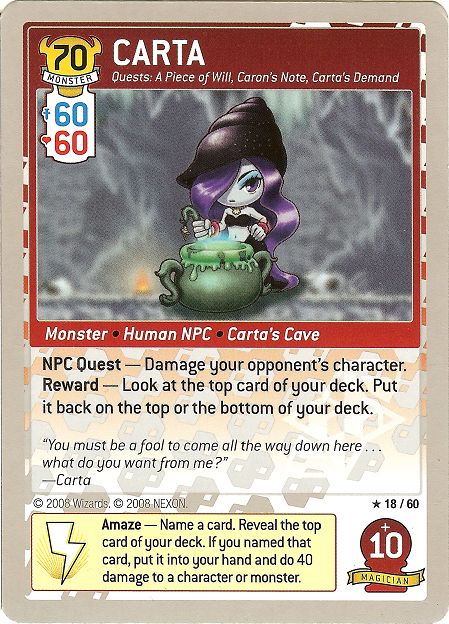 70
MONSTER
CARTA
Quests: A Piece of Will, Caron's Note, Carta's Demand
60
60
Monster • Human NPC • Carta's Cave
NPC Quest — Damage your opponent's character.
Reward — Look at the top card of your deck. Put
it back on the top or the bottom of your deck.
"You must be a fool to come all the way down here . . .
what do you want from me?"
—Carta
© 2008 Wizards. © 2008 NEXON.
★ 18 / 60
Amaze — Name a card. Reveal the top
card of your deck. If you named that
card, put it into your hand and do 40
damage to a character or monster.
+
10
MAGICIAN